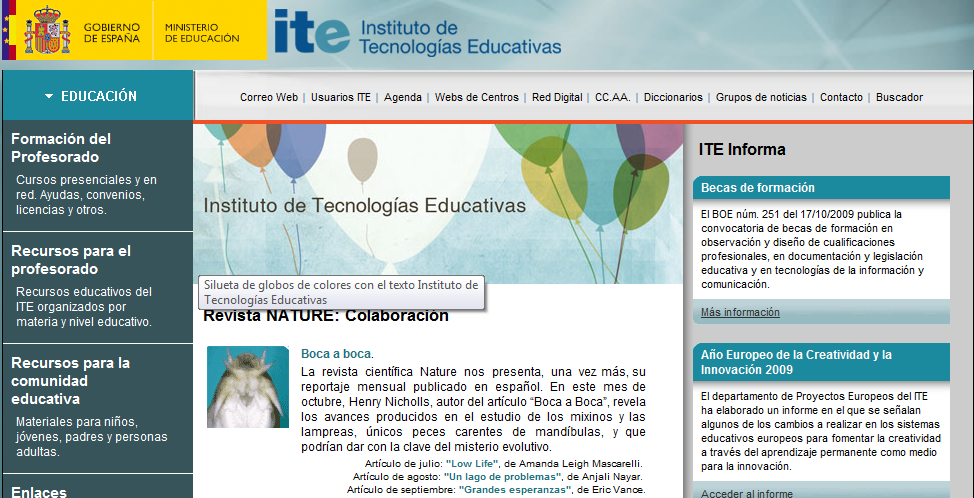 GOBIERNO
DE ESPAÑA
MINISTERIO
DE EDUCACIÓN
ite
Instituto de
Tecnologías Educativas
EDUCACIÓN
Correo Web | Usuarios ITE | Agenda | Webs de Centros | Red Digital | CC.AA. | Diccionarios | Grupos de noticias | Contacto | Buscador
Formación del
Profesorado
Cursos presenciales y en
red. Ayudas, convenios,
licencias y otros.
Recursos para el
profesorado
Recursos educativos del
ITE organizados por
materia y nivel educativo.
Recursos para la
comunidad
educativa
Materiales para niños,
jóvenes, padres y personas
adultas.
Enlaces
Instituto de Tecnologías Educativas
Silueta de globos de colores con el texto Instituto de
Tecnologías Educativas
Revista NATURE: Colaboración
Boca a boca.
La revista científica Nature nos presenta, una vez más, su
reportaje mensual publicado en español. En este mes de
octubre, Henry Nicholls, autor del artículo “Boca a Boca”, revela
los avances producidos en el estudio de los mixinos y las
lampreas, únicos peces carentes de mandíbulas, y que
podrían dar con la clave del misterio evolutivo.
Artículo de julio: "Low Life", de Amanda Leigh Mascarelli.
Artículo de agosto: "Un lago de problemas", de Anjali Nayar.
Artículo de septiembre: "Grandes esperanzas", de Eric Vance.
ITE Informa
Becas de formación
El BOE núm. 251 del 17/10/2009 publica la
convocatoria de becas de formación en
observación y diseño de cualificaciones
profesionales, en documentación y legislación
educativa y en tecnologías de la información y
comunicación.
Más información
Año Europeo de la Creatividad y la
Innovación 2009
El departamento de Proyectos Europeos del ITE
ha elaborado un informe en el que se señalan
algunos de los cambios a realizar en los sistemas
educativos europeos para fomentar la creatividad
a través del aprendizaje permanente como medio
para la innovación.
Acceder al informe